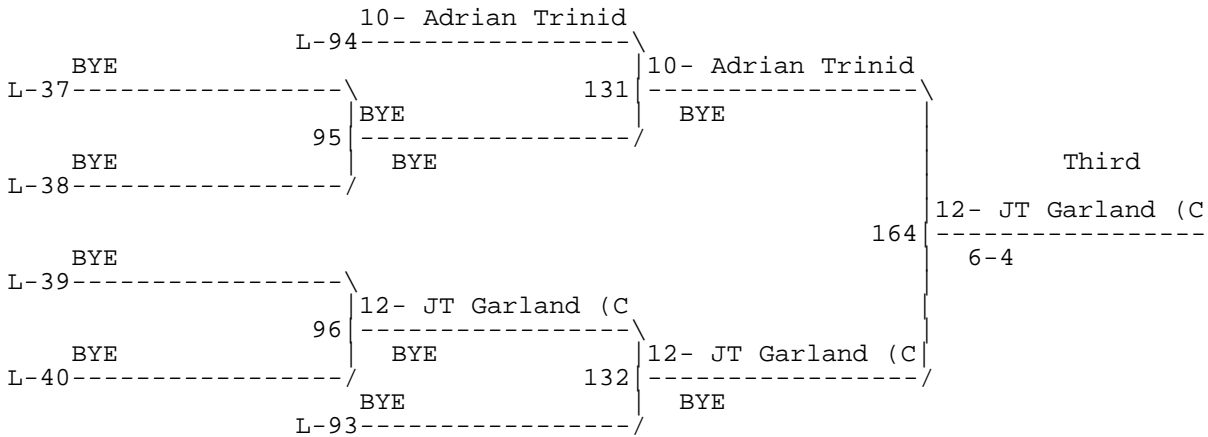 10- Adrian Trinid
                  L-94-----------------\
    BYE                                |10- Adrian Trinid
L-37-----------------\              131|-----------------\
                     |BYE              |  BYE            |
                   95|-----------------/                 |
    BYE              |  BYE                              |        Third
L-38-----------------/                                   |
                                                         |12- JT Garland (C
                                                      164|-----------------
    BYE                                                  |  6-4
L-39-----------------\                                   |
                     |12- JT Garland (C                  |
                   96|-----------------\                 |
    BYE              |  BYE            |12- JT Garland (C|
L-40-----------------/              132|-----------------/
                      BYE              |  BYE
                  L-93-----------------/